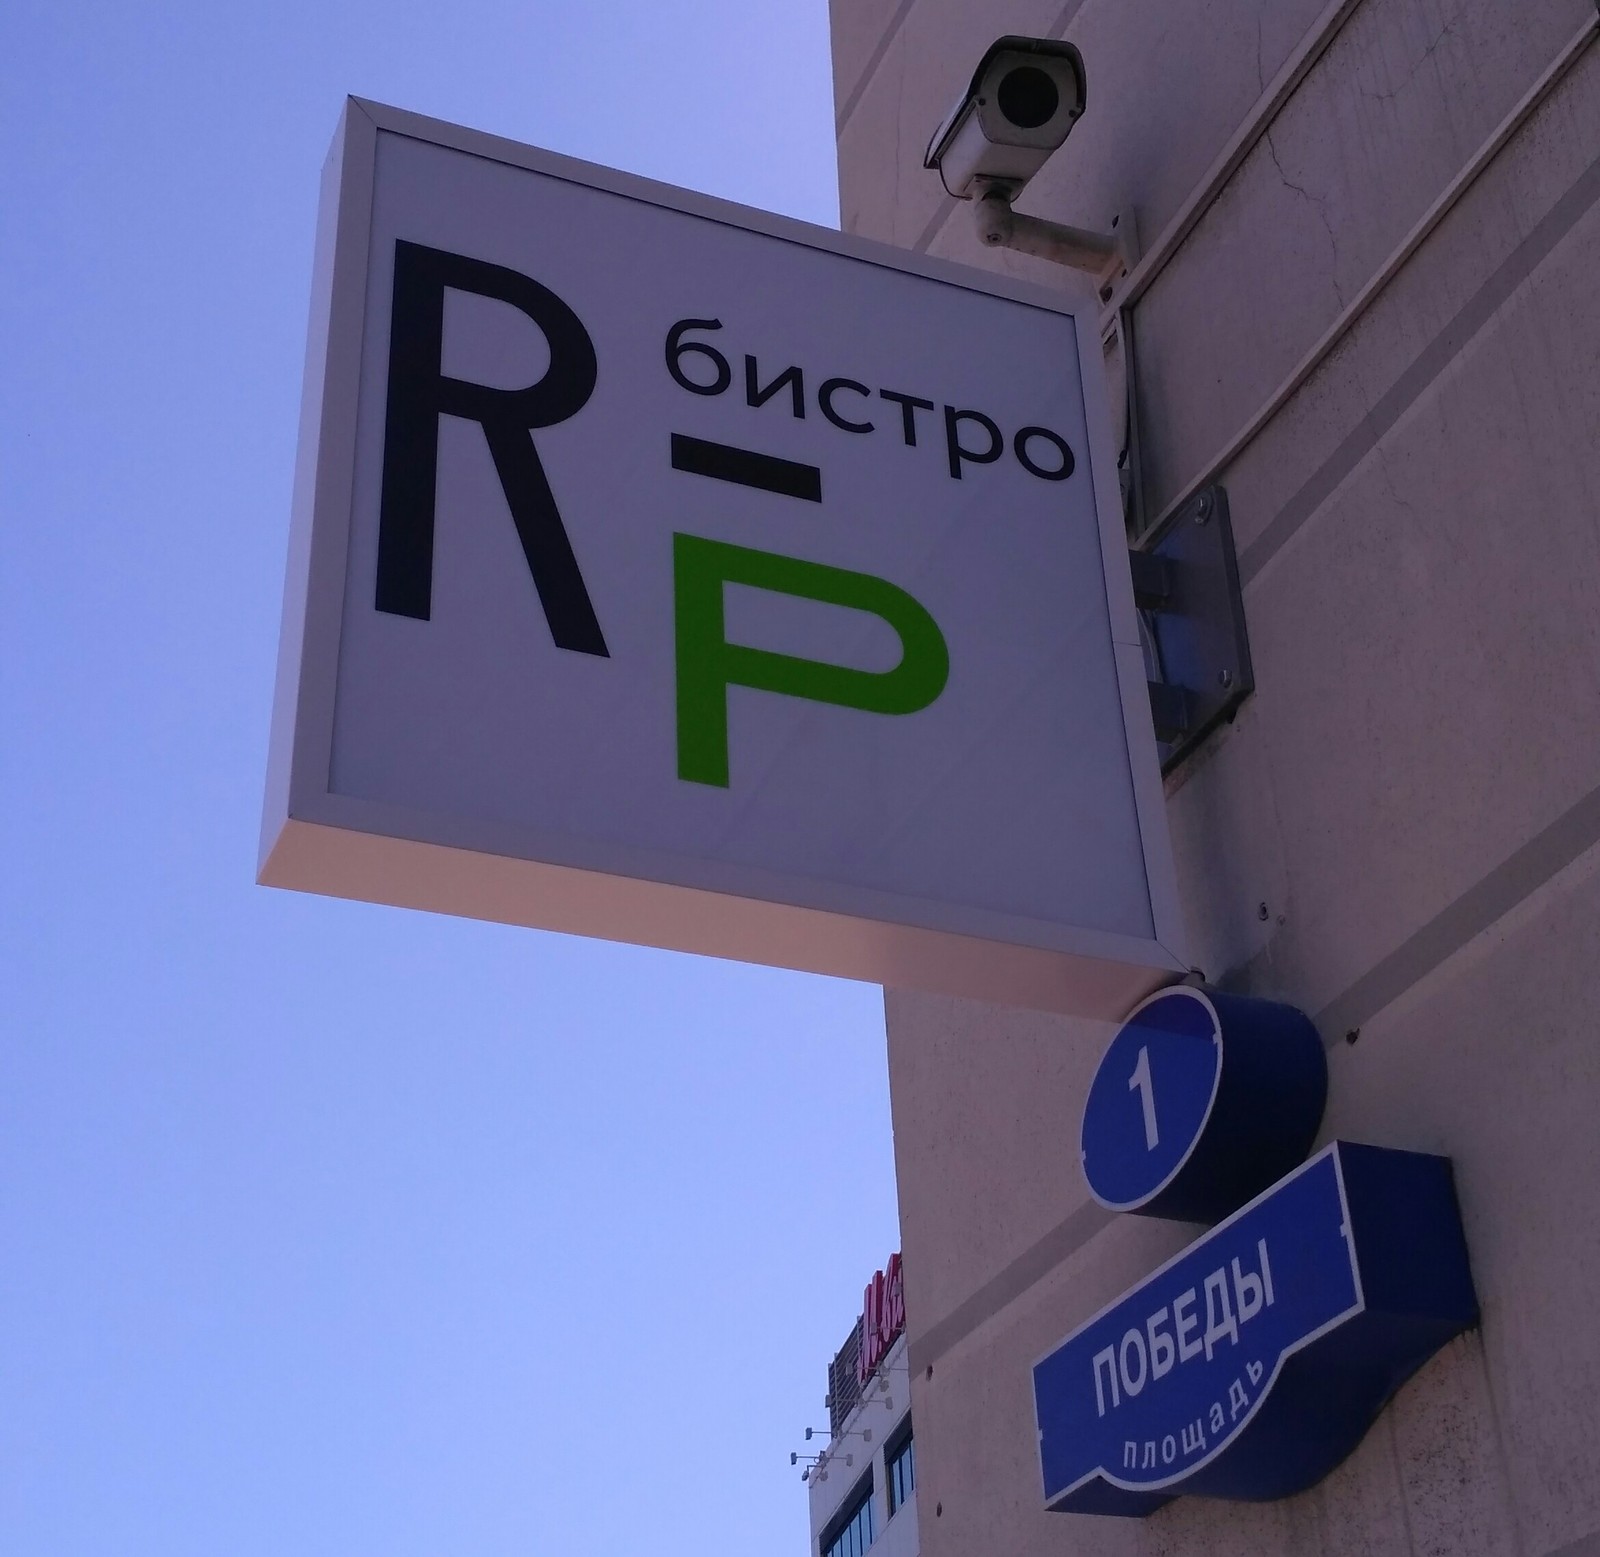 R
бистро
– P
1
ПОБЕДЫ
площадь